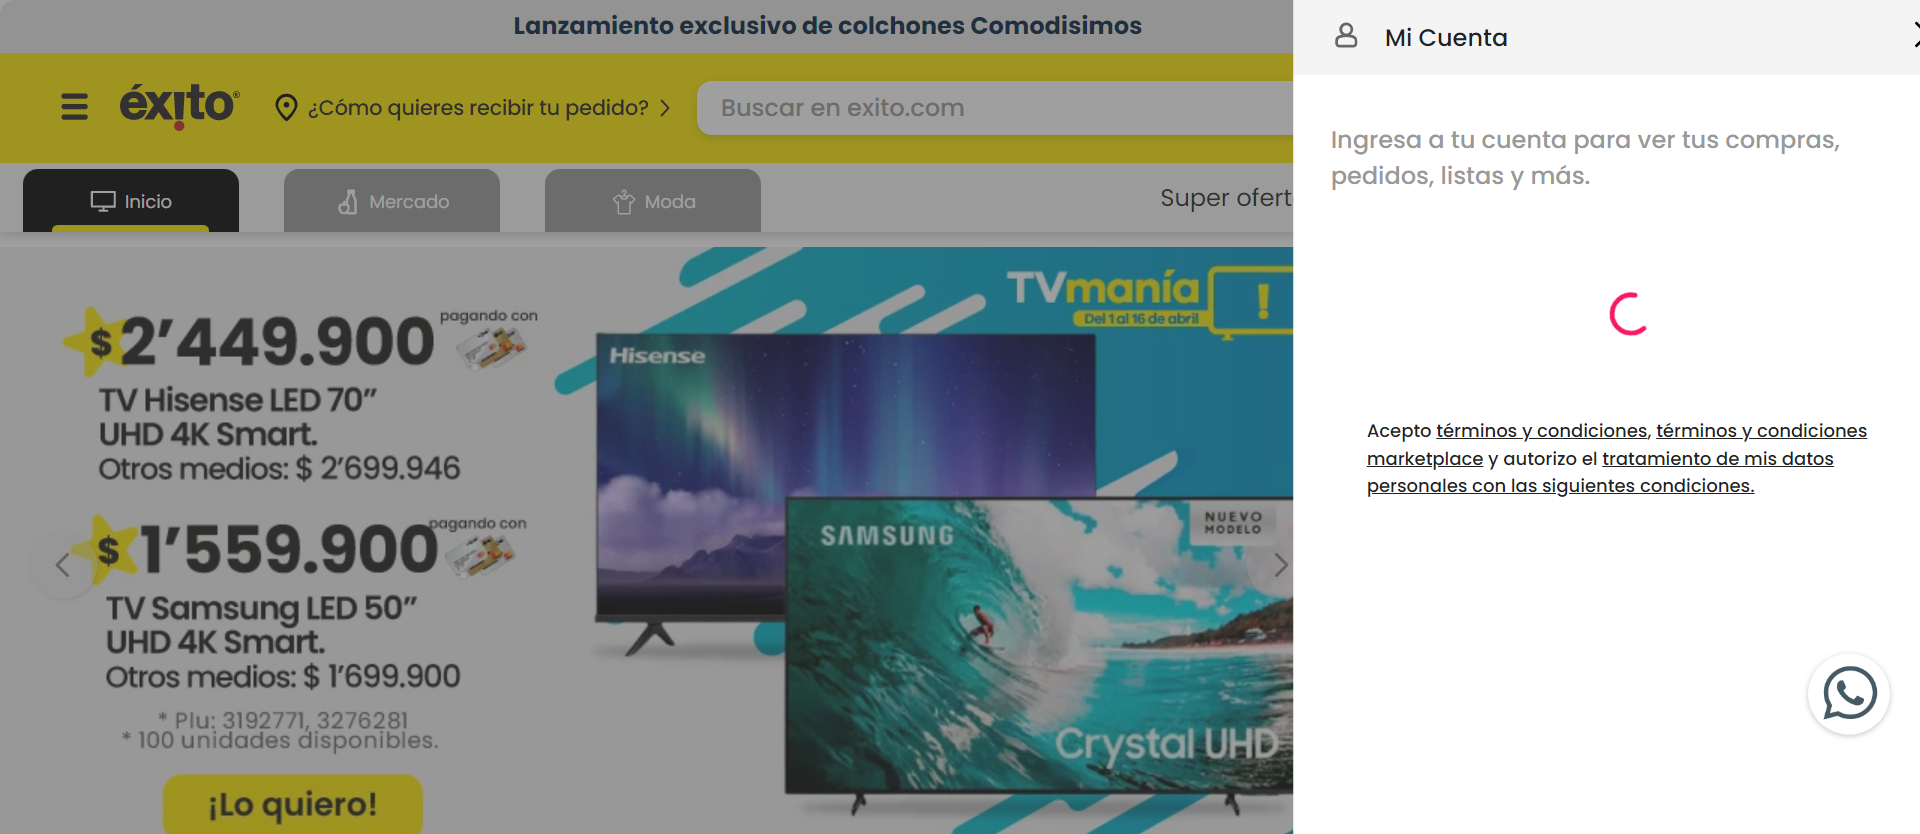 Lanzamiento exclusivo de colchones Comodisimos
Mi Cuenta
éxito®
¿Cómo quieres recibir tu pedido?
Buscar en exito.com
Inicio
Mercado
Moda
Super ofert
Ingresa a tu cuenta para ver tus compras,
pedidos, listas y más.
Acepto términos y condiciones, términos y condiciones
marketplace y autorizo el tratamiento de mis datos
personales con las siguientes condiciones.
TVmanía
Del 1 al 16 de abril
$ 2’449.900
pagando con
TV Hisense LED 70”
UHD 4K Smart.
Otros medios: $ 2’699.946
$ 1’559.900
pagando con
TV Samsung LED 50”
UHD 4K Smart.
Otros medios: $ 1’699.900
* Plu: 3192771, 3276281
* 100 unidades disponibles.
¡Lo quiero!
Hisense
SAMSUNG
NUEVO
MODELO
Crystal UHD